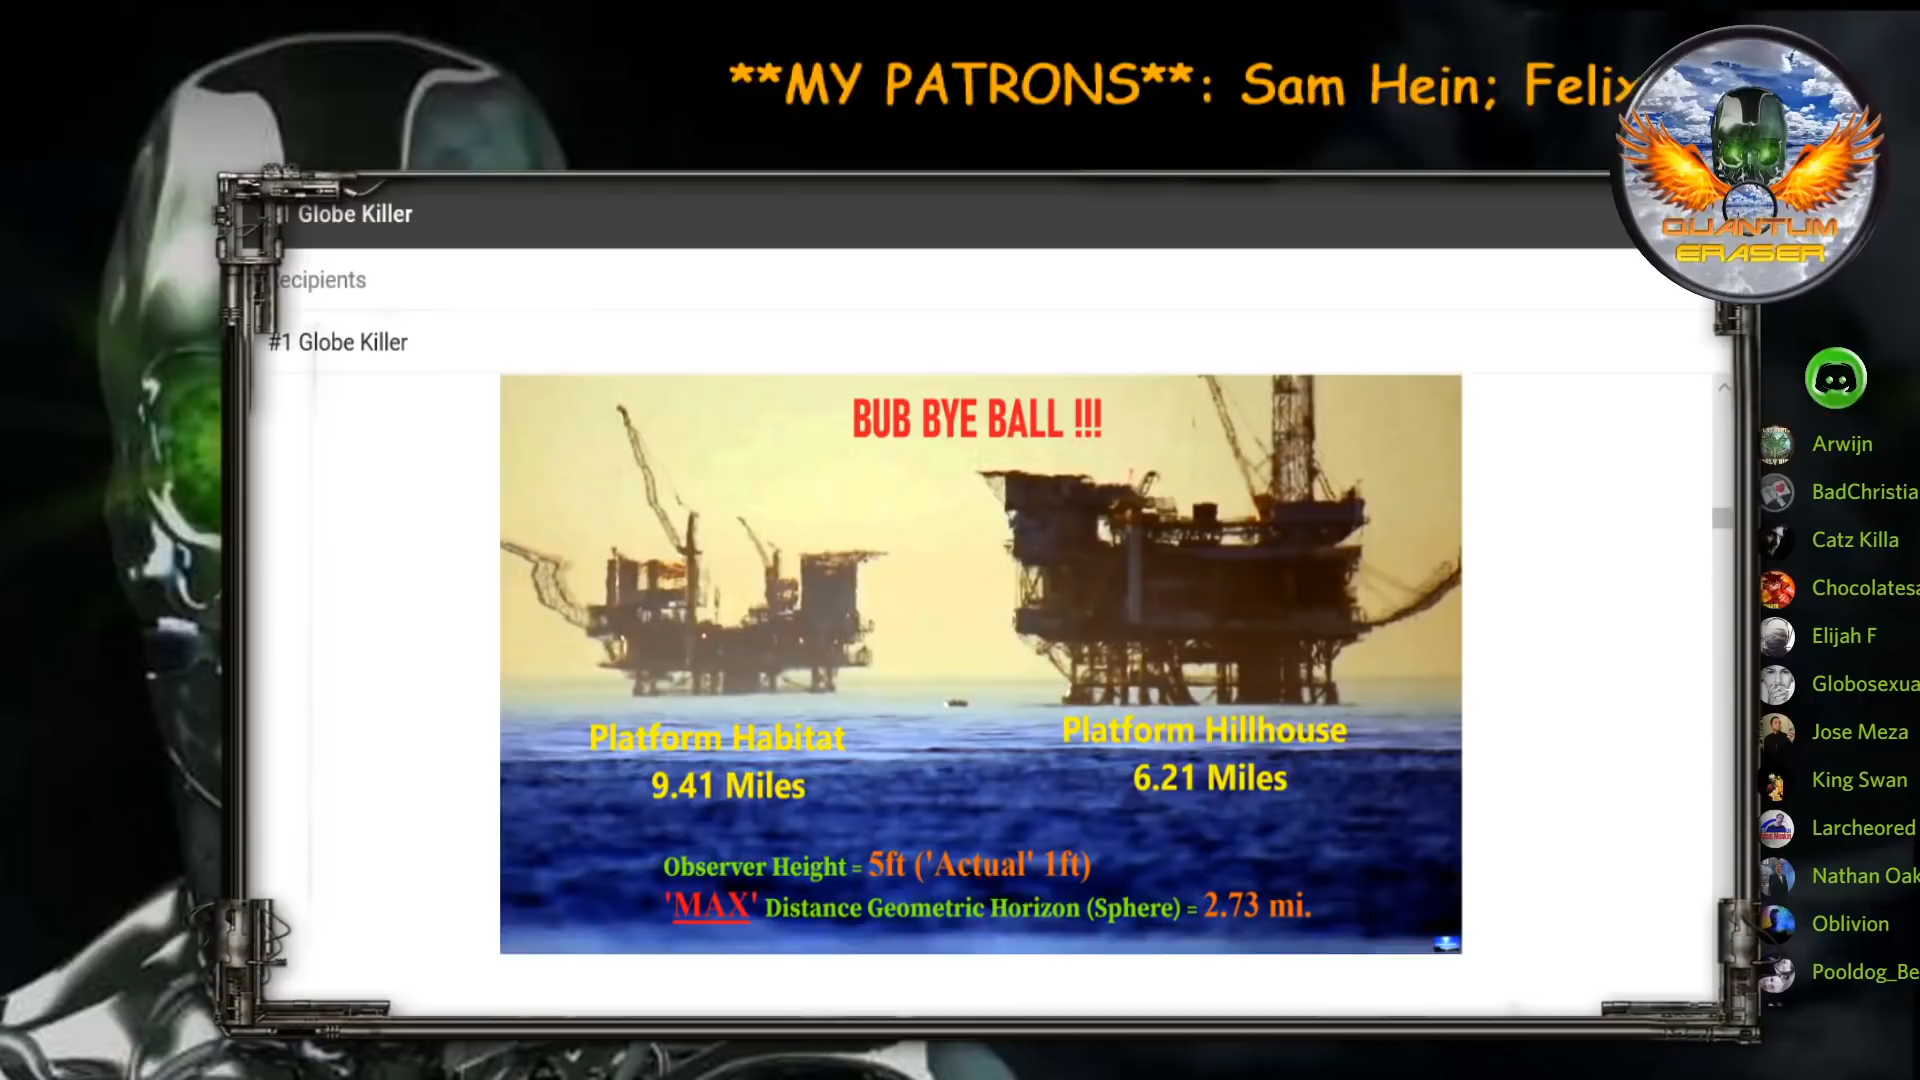 **MY PATRONS**: Sam Hein; Felix
QUANTUM
ERASER
Globe Killer
ecipients
#1 Globe Killer
BUB BYE BALL !!!
Platform Habitat
9.41 Miles
Platform Hillhouse
6.21 Miles
Observer Height = 5ft ('Actual' 1ft)
'MAX' Distance Geometric Horizon (Sphere) = 2.73 mi.
Arwijn
BadChristia
Catz Killa
Chocolatesa
Elijah F
Globosexua
Jose Meza
King Swan
Larcheored
Nathan Oak
Oblivion
Pooldog_Be